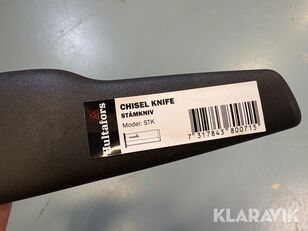 Hultafors
CHISEL KNIFE
STÄMKNIV
Model: STK
7 317843 800715
KLARAVIK